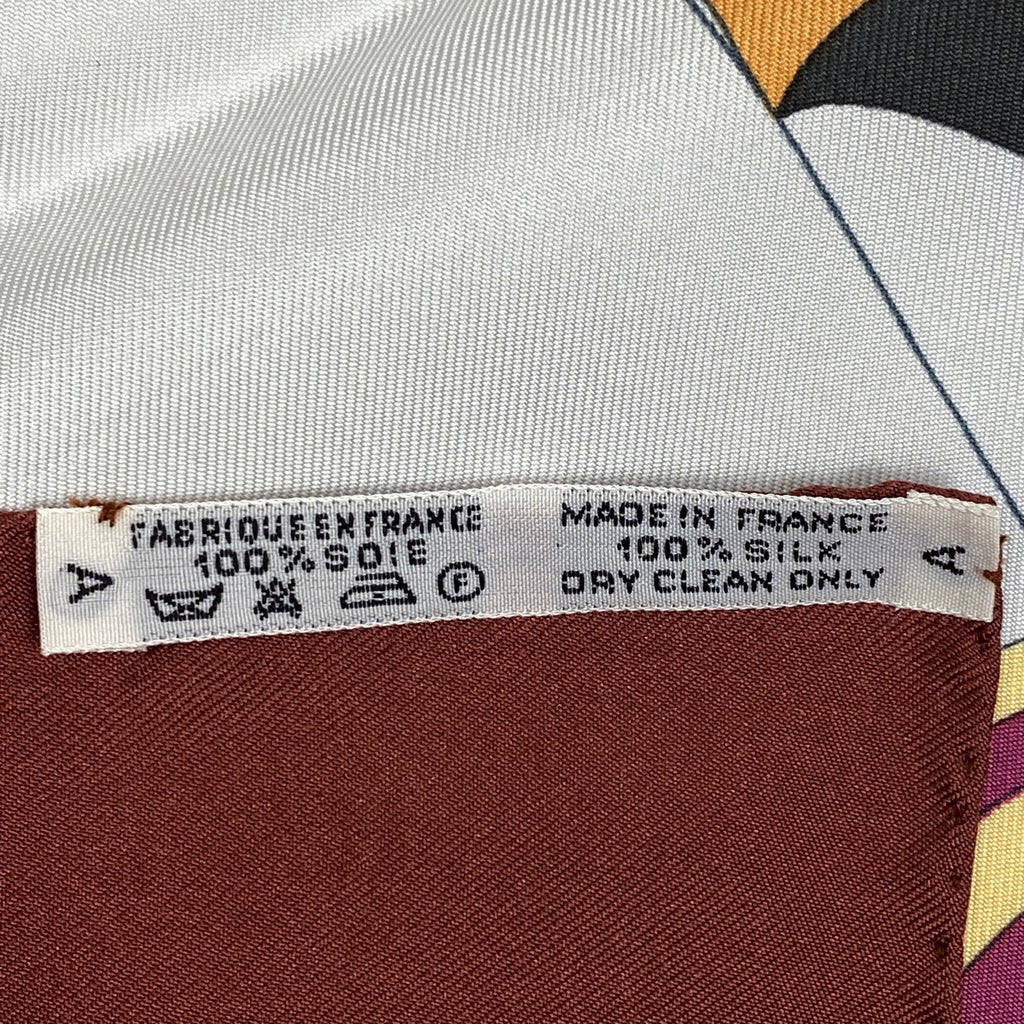 A
FABRIQUE EN FRANCE
100% SOIE
F
MADE IN FRANCE
100% SILK
DRY CLEAN ONLY
A